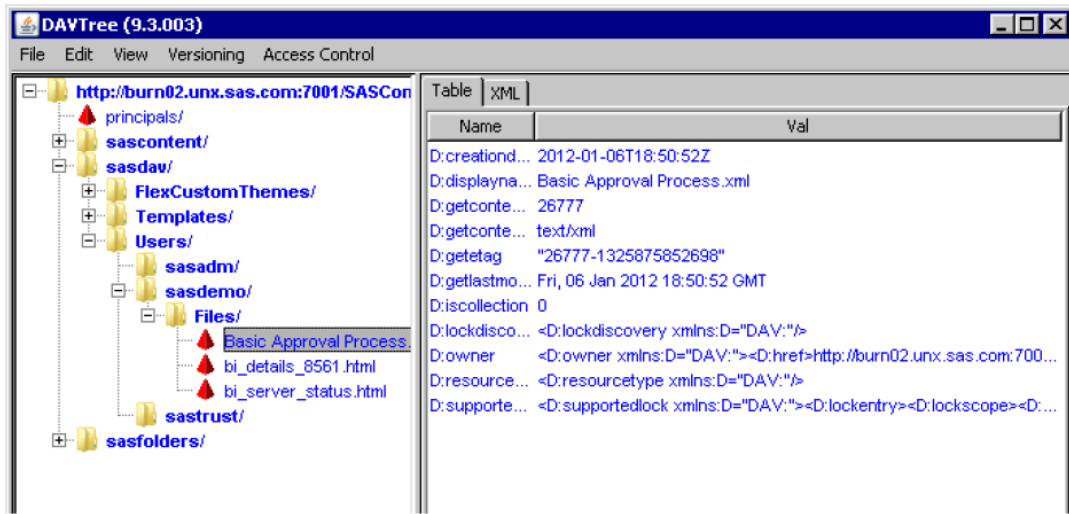 DAVTree (9.3.003)
File Edit View Versioning Access Control
http://burn02.unx.sas.com:7001/SASCon
principals/
sascontent/
sasdav/
FlexCustomThemes/
Templates/
Users/
sasadm/
sasdemo/
Files/
Basic Approval Process.
bi_details_8561.html
bi_server_status.html
sastrust/
sasfolders/
Table XML
Name Val
D:creationd... 2012-01-06T18:50:52Z
D:displayna... Basic Approval Process.xml
D:getconte... 26777
D:getconte... text/xml
D:getetag "26777-1325875852698"
D:getlastmo... Fri, 06 Jan 2012 18:50:52 GMT
D:iscollection 0
D:lockdisco... <D:lockdiscovery xmlns:D="DAV:"/>
D:owner <D:owner xmlns:D="DAV:"><D:href>http://burn02.unx.sas.com:700...
D:resource... <D:resourcetype xmlns:D="DAV:"/>
D:supporte... <D:supportedlock xmlns:D="DAV:"><D:lockentry><D:lockscope><D:...